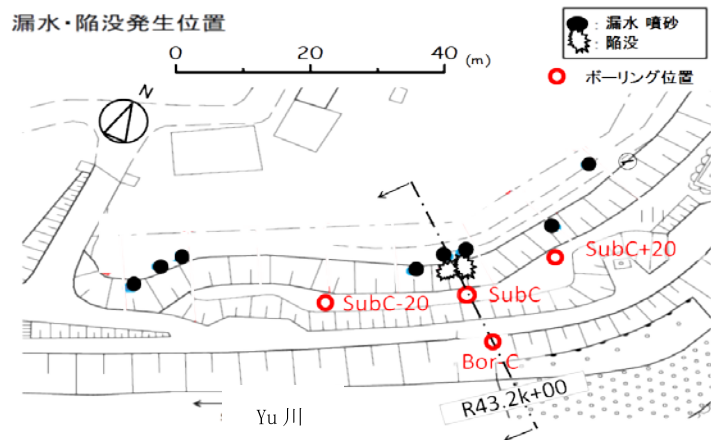 漏水・陥没発生位置
0 20 40 (m)
: 漏水 噴砂
: 陥没
ボーリング位置
N
SubC+20
SubC-20
SubC
Bor C
R43.2k+00
Yu 川